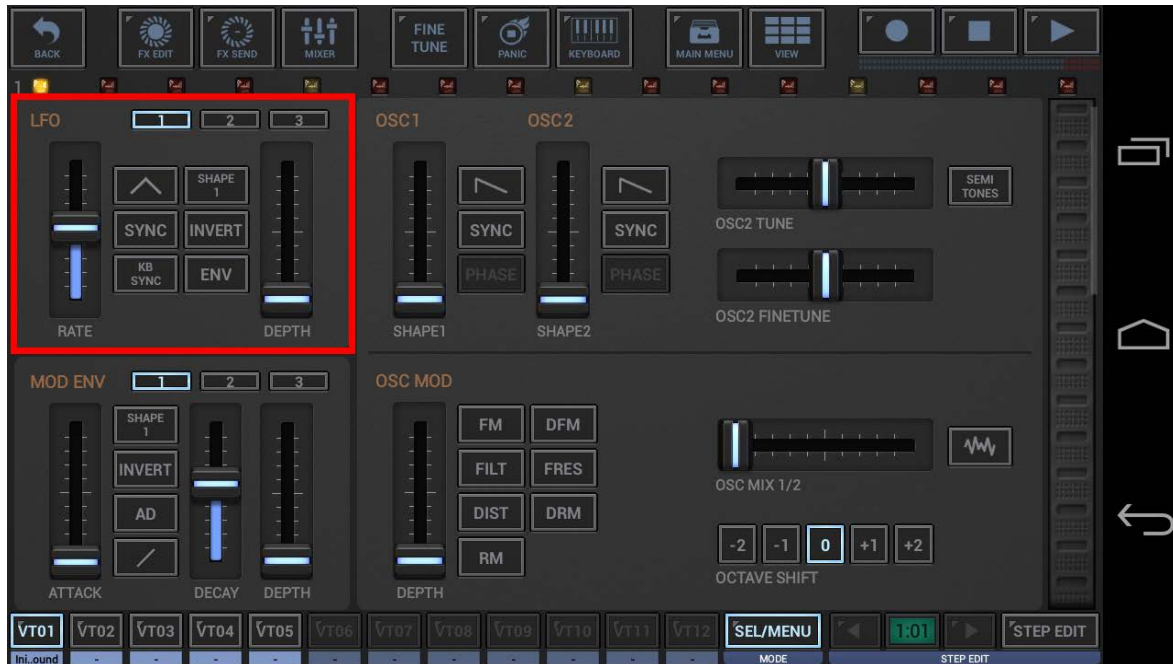 BACK
FX EDIT
FX SEND
MIXER
FINE
TUNE
PANIC
KEYBOARD
MAIN MENU
VIEW
1
LFO
1
2
3
SHAPE
1
SYNC
INVERT
KB
SYNC
ENV
RATE
DEPTH
OSC1
OSC2
SYNC
PHASE
SYNC
PHASE
SHAPE1
SHAPE2
OSC2 TUNE
SEMI
TONES
OSC2 FINETUNE
MOD ENV
1
2
3
SHAPE
1
INVERT
AD
ATTACK
DECAY
DEPTH
OSC MOD
FM
DFM
FILT
FRES
DIST
DRM
RM
DEPTH
OSC MIX 1/2
-2
-1
0
+1
+2
OCTAVE SHIFT
VT01
VT02
VT03
VT04
VT05
VT06
VT07
VT08
VT09
VT10
VT11
VT12
SEL/MENU
1:01
STEP EDIT
Ini..ound
-
-
-
-
-
-
-
-
-
-
-
MODE
STEP EDIT